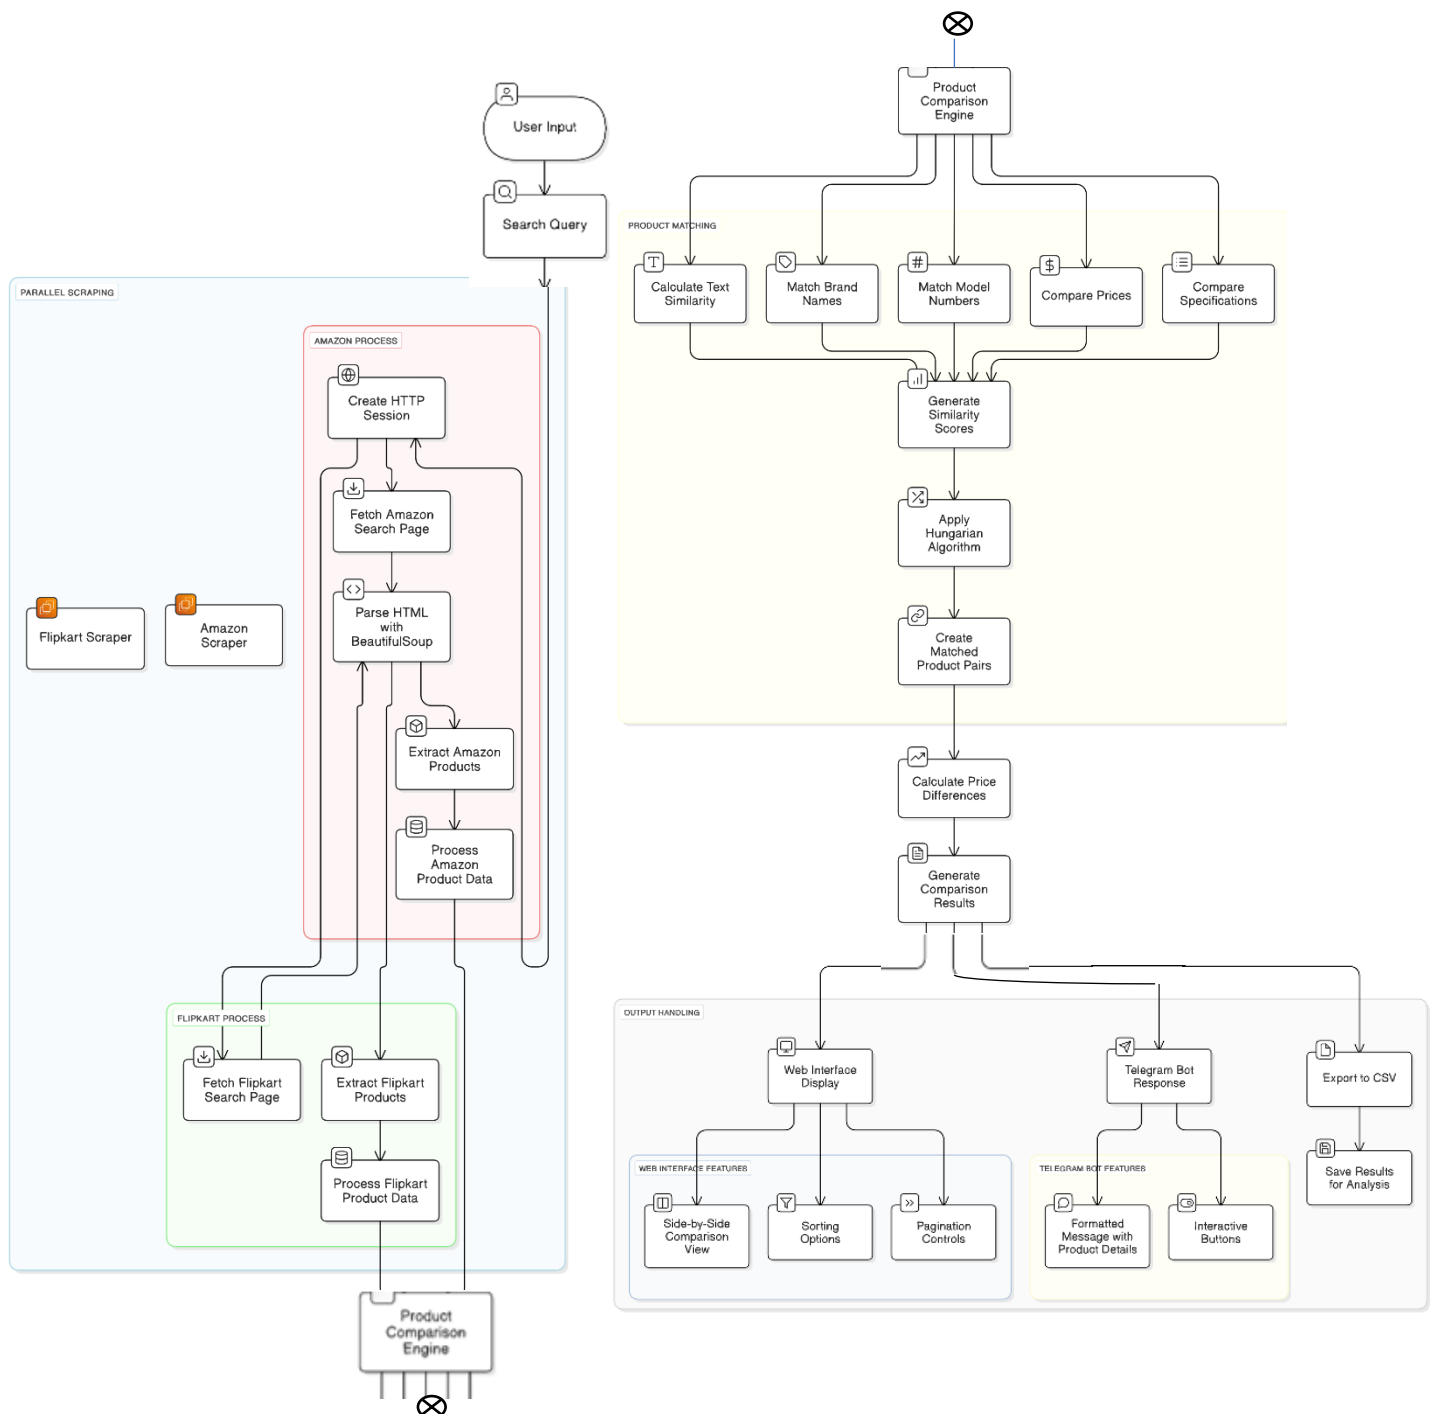 User Input
Search Query
PARALLEL SCRAPING
AMAZON PROCESS
Create HTTP
Session
Fetch Amazon
Search Page
Parse HTML
with
BeautifulSoup
Flipkart Scraper
Amazon
Scraper
Extract Amazon
Products
Process
Amazon
Product Data
FLIPKART PROCESS
Fetch Flipkart
Search Page
Extract Flipkart
Products
Process Flipkart
Product Data
Product
Comparison
Engine
Product
Comparison
Engine
PRODUCT MATCHING
Calculate Text
Similarity
Match Brand
Names
Match Model
Numbers
Compare Prices
Compare
Specifications
Generate
Similarity
Scores
Apply
Hungarian
Algorithm
Create
Matched
Product Pairs
Calculate Price
Differences
Generate
Comparison
Results
OUTPUT HANDLING
Web Interface
Display
Telegram Bot
Response
Export to CSV
Save Results
for Analysis
WEB INTERFACE FEATURES
Side-by-Side
Comparison
View
Sorting
Options
Pagination
Controls
TELEGRAM BOT FEATURES
Formatted
Message with
Product Details
Interactive
Buttons